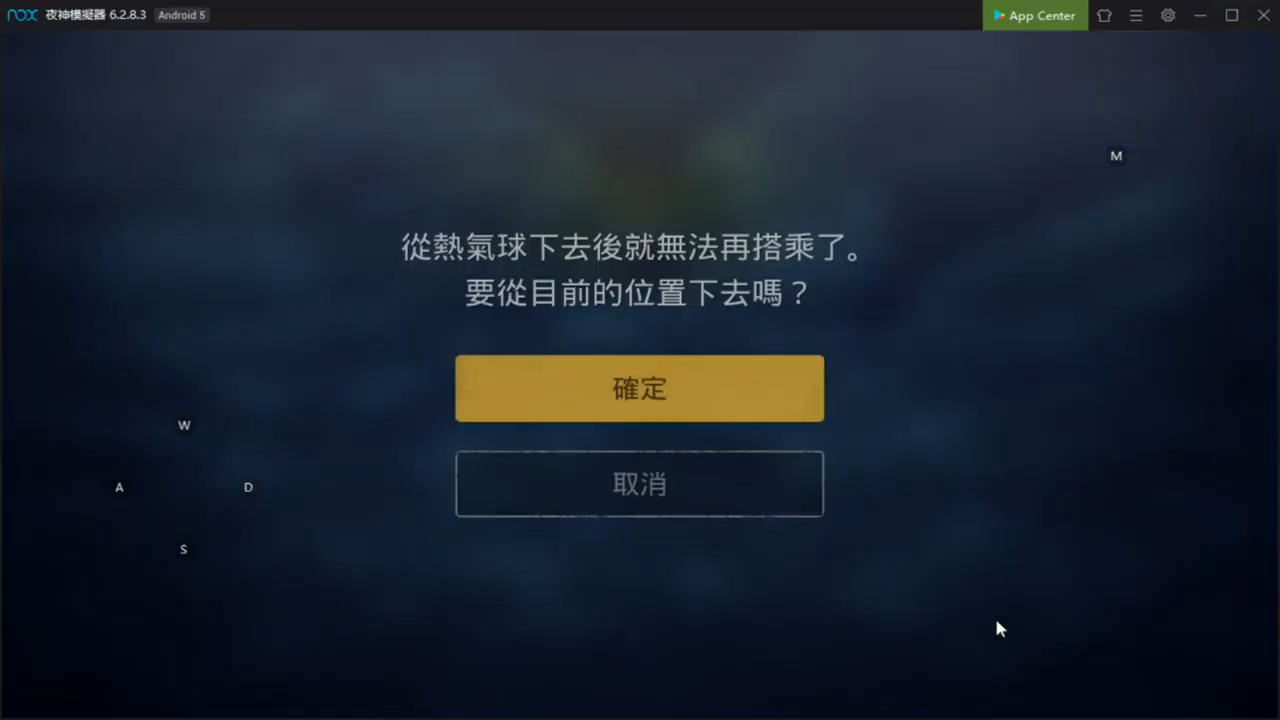 nox 夜神模擬器 6.2.8.3 Android 5
App Center
M
從熱氣球下去後就無法再搭乘了。
要從目前的位置下去嗎？
確定
W
取消
A
D
S